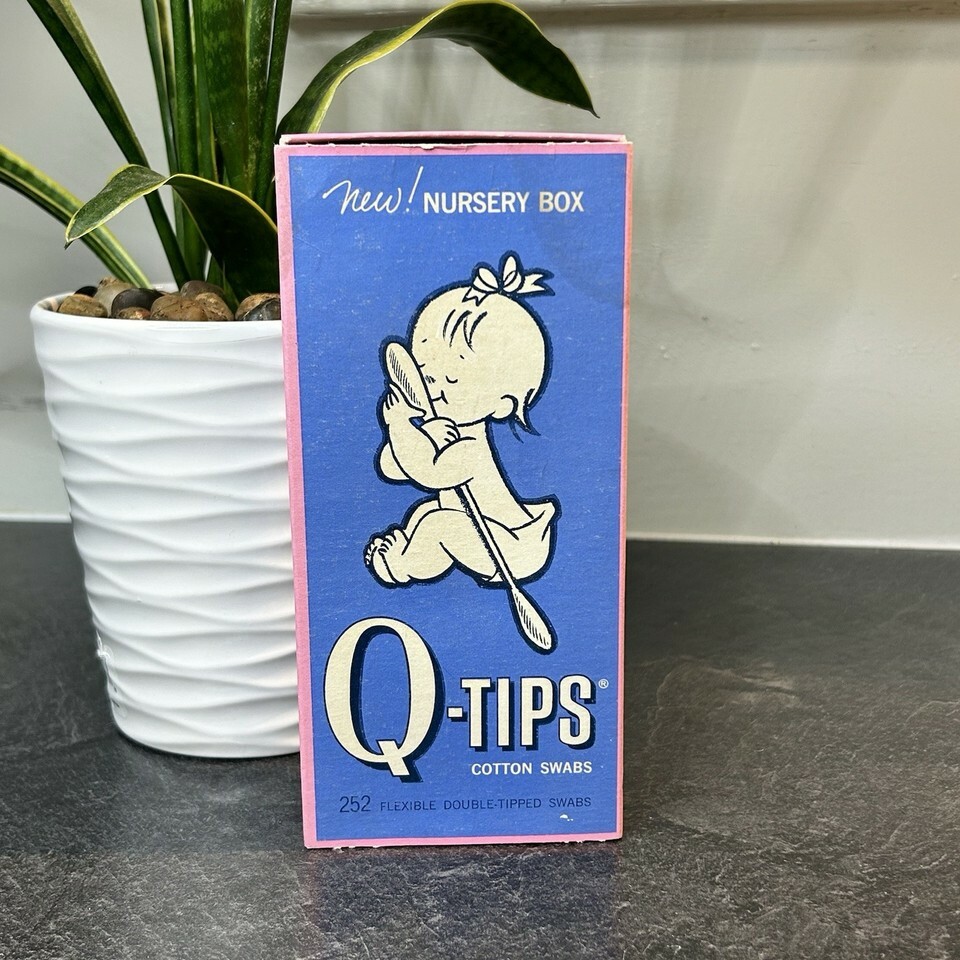 new! NURSERY BOX
Q-TIPS®
COTTON SWABS
252 FLEXIBLE DOUBLE-TIPPED SWABS